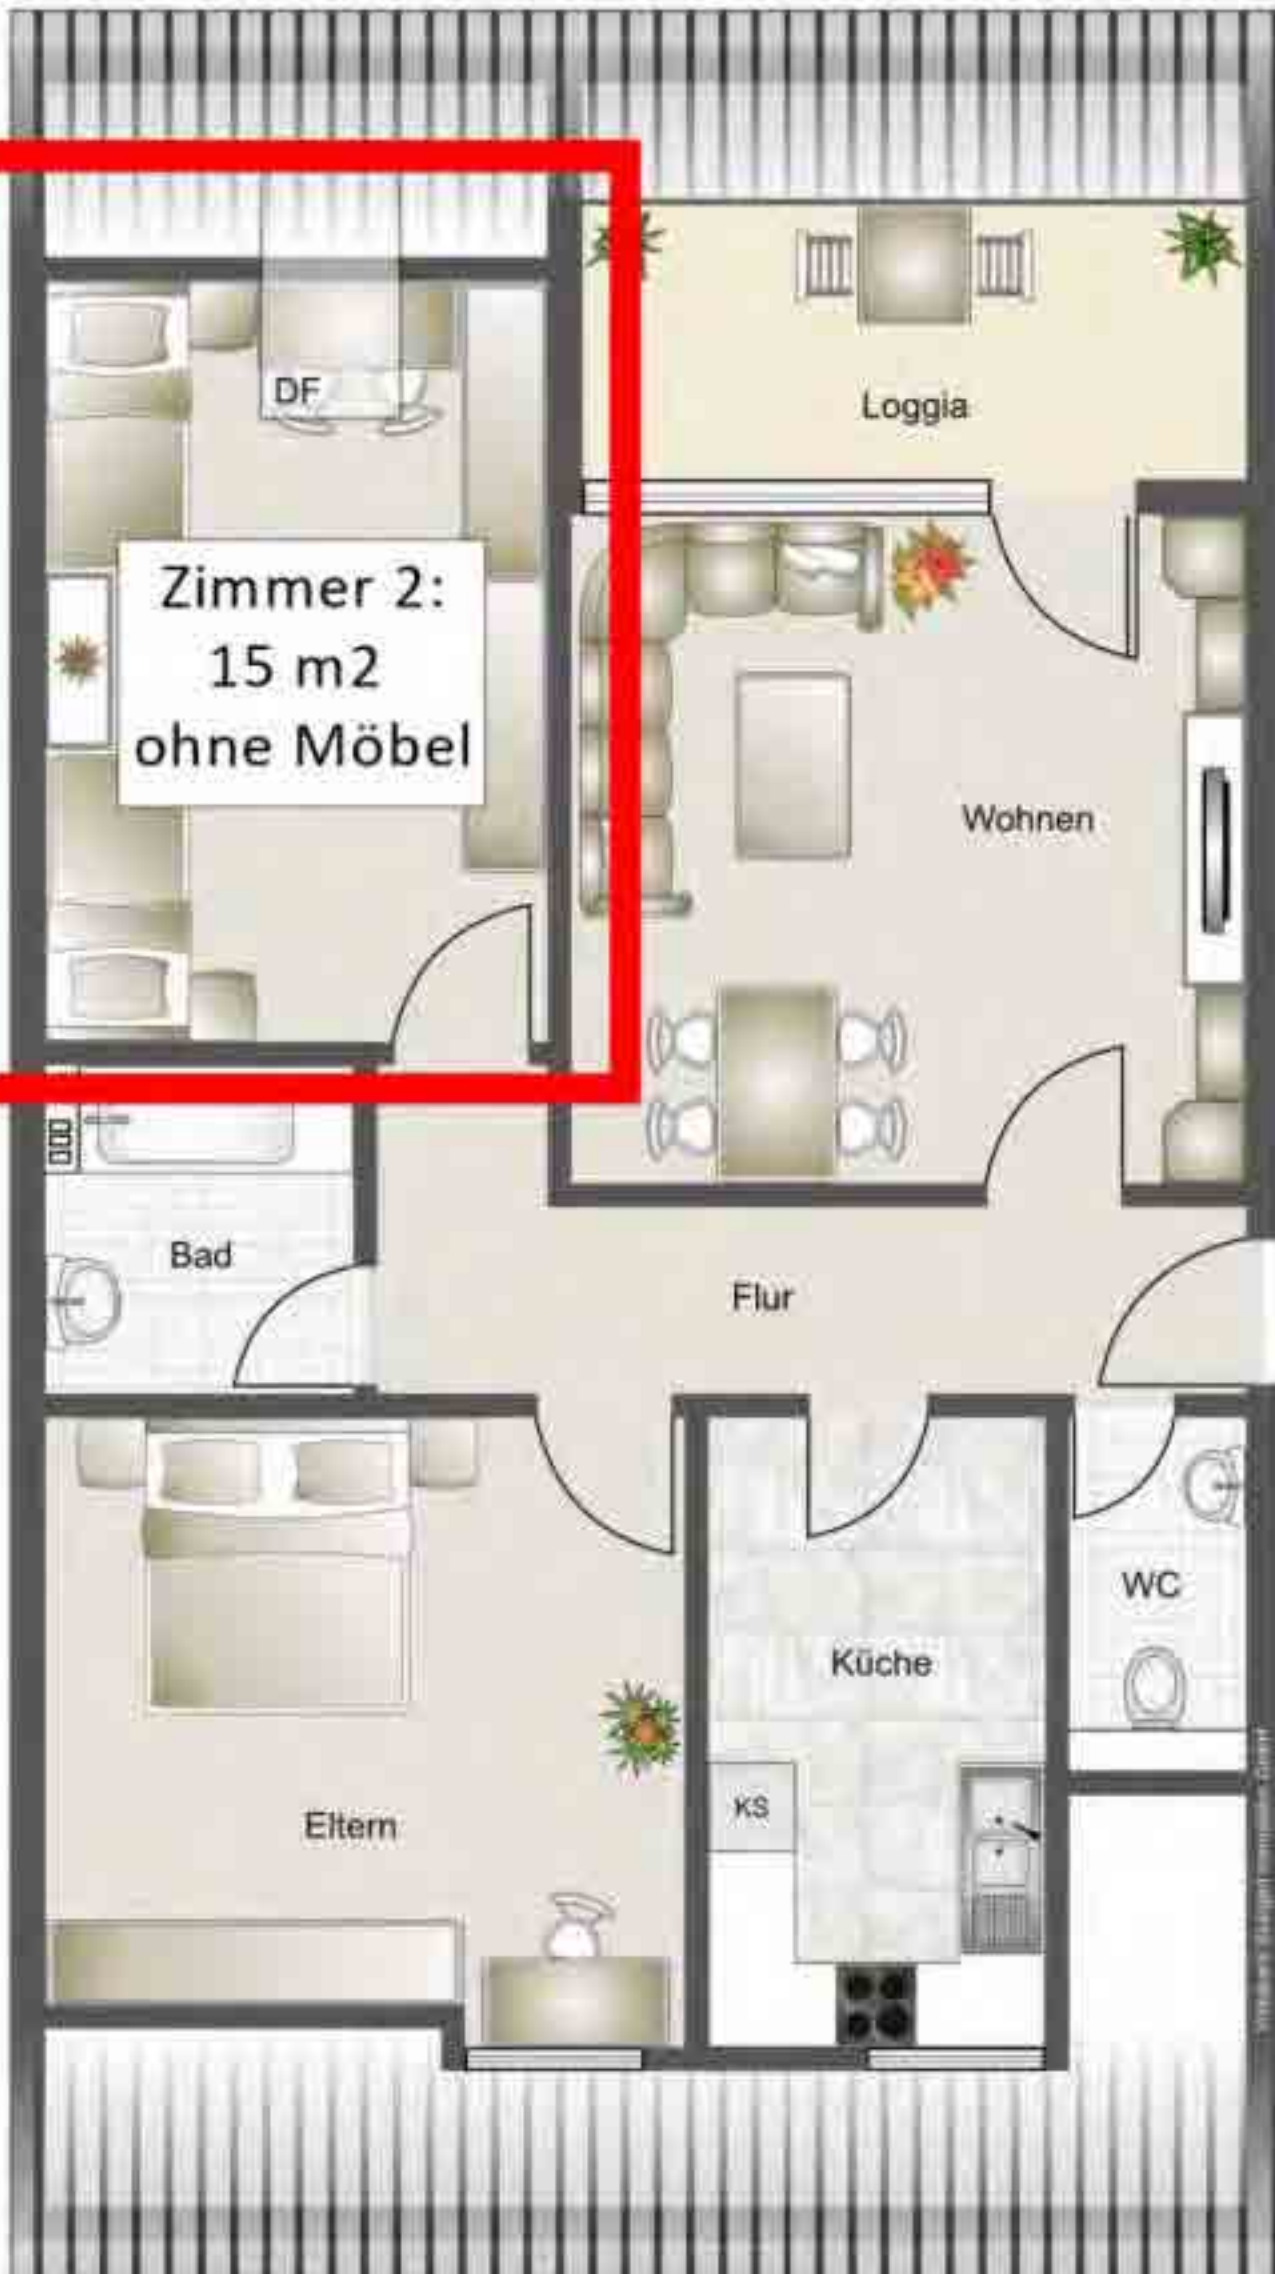 DF
Loggia
Zimmer 2:
15 m2
ohne Möbel
Wohnen
Bad
Flur
WC
Küche
KS
Eltern